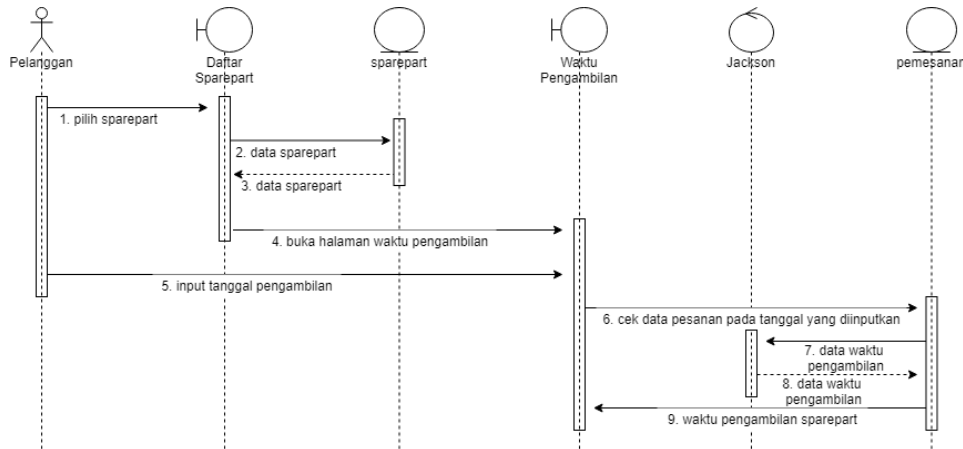 Pelanggan
Daftar
Sparepart
sparepart
Waktu
Pengambilan
Jackson
pemesanar
1. pilih sparepart
2. data sparepart
3. data sparepart
4. buka halaman waktu pengambilan
5. input tanggal pengambilan
6. cek data pesanan pada tanggal yang diinputkan
7. data waktu
pengambilan
8. data waktu
pengambilan
9. waktu pengambilan sparepart